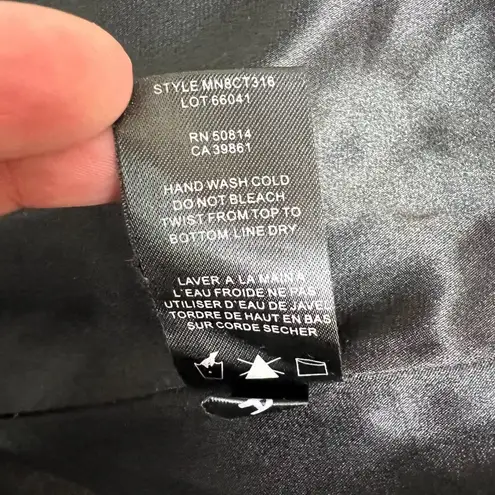 STYLE MN8CT316
LOT 66041
RN 50814
CA 39861
HAND WASH COLD
DO NOT BLEACH
TWIST FROM TOP TO
BOTTOM LINE DRY
LAVER A LA MAIN A
L'EAU FROIDE NE PAS
UTILISER D'EAU DE JAVEL
TORDRE DE HAUT EN BAS
SUR CORDE SECHER